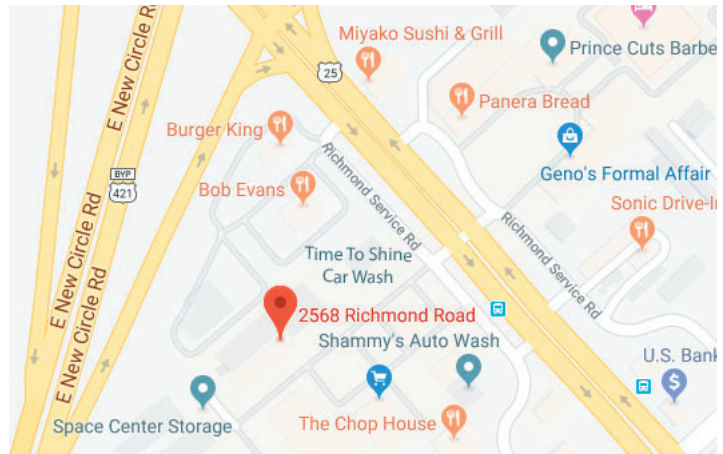 Miyako Sushi & Grill
Prince Cuts Barbe
E New Circle Rd
E New Circle Rd
25
Panera Bread
Burger King
Richmond Service Rd
Geno's Formal Affair
BYP
421
Bob Evans
Sonic Drive-In
Richmond Service Rd
Time To Shine
Car Wash
E New Circle Rd
E New Circle Rd
2568 Richmond Road
Shammy's Auto Wash
U.S. Bank
$
The Chop House
Space Center Storage